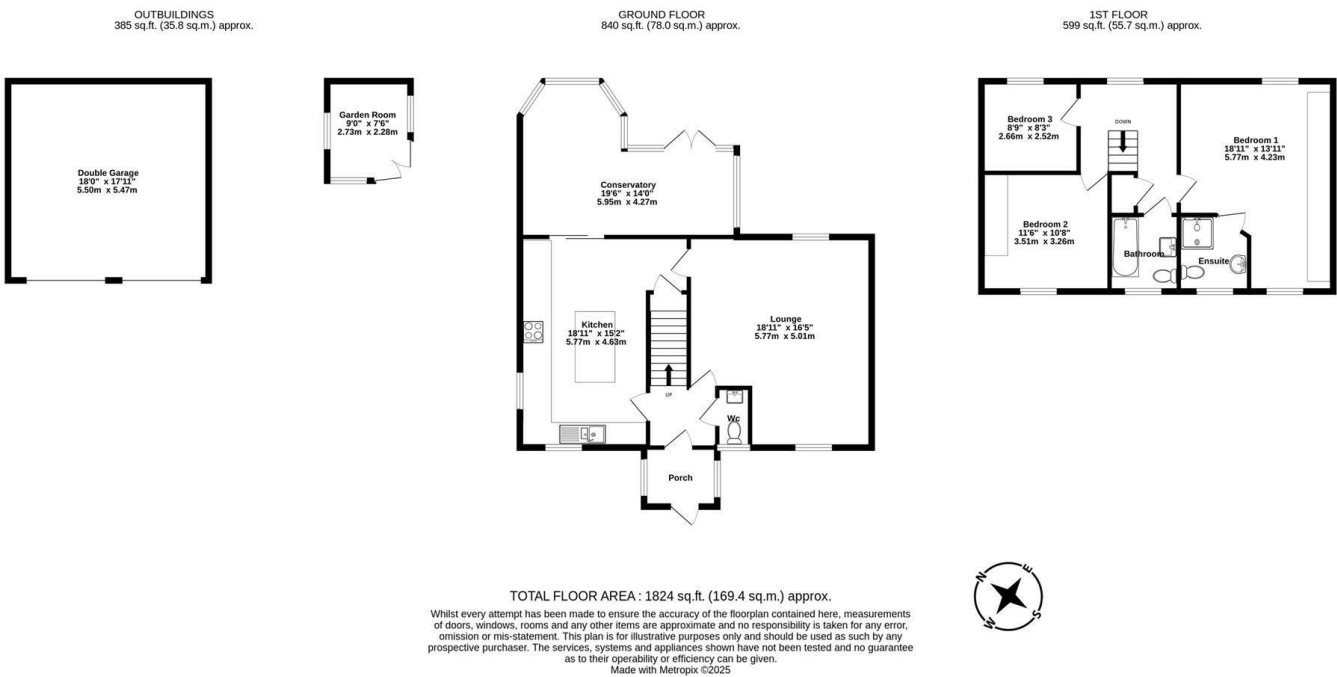 OUTBUILDINGS
385 sq.ft. (35.8 sq.m.) approx.
GROUND FLOOR
840 sq.ft. (78.0 sq.m.) approx.
1ST FLOOR
599 sq.ft. (55.7 sq.m.) approx.
Double Garage
18'0" x 17'11"
5.50m x 5.47m
Garden Room
9'0" x 7'6"
2.73m x 2.28m
Conservatory
19'6" x 14'0"
5.95m x 4.27m
Kitchen
18'11" x 15'2"
5.77m x 4.63m
UP
Lounge
18'11" x 16'5"
5.77m x 5.01m
Wc
Porch
Bedroom 3
8'9" x 8'3"
2.66m x 2.52m
DOWN
Bedroom 1
18'11" x 13'11"
5.77m x 4.23m
Bedroom 2
11'6" x 10'8"
3.51m x 3.26m
Bathroom
Ensuite
N
E
S
W
TOTAL FLOOR AREA : 1824 sq.ft. (169.4 sq.m.) approx.
Whilst every attempt has been made to ensure the accuracy of the floorplan contained here, measurements
of doors, windows, rooms and any other items are approximate and no responsibility is taken for any error,
omission or mis-statement. This plan is for illustrative purposes only and should be used as such by any
prospective purchaser. The services, systems and appliances shown have not been tested and no guarantee
as to their operability or efficiency can be given.
Made with Metropix ©2025